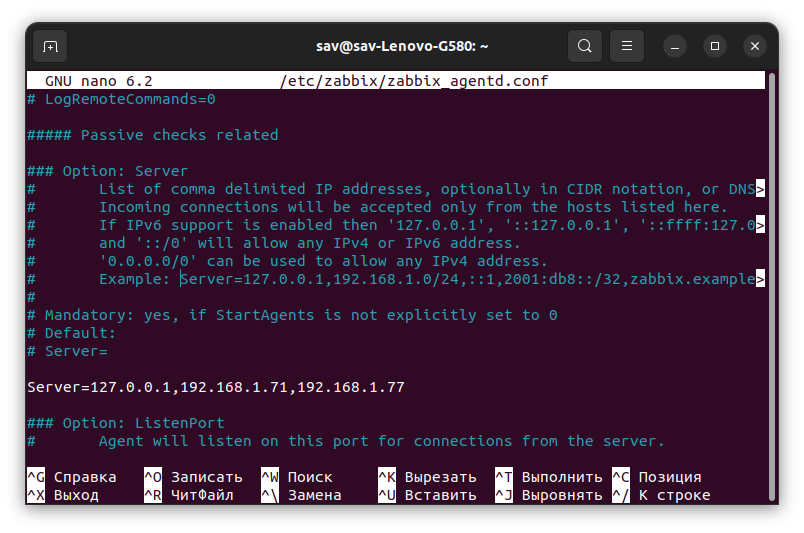 sav@sav-Lenovo-G580: ~
GNU nano 6.2 /etc/zabbix/zabbix_agentd.conf
# LogRemoteCommands=0
##### Passive checks related
### Option: Server
# List of comma delimited IP addresses, optionally in CIDR notation, or DNS>
# Incoming connections will be accepted only from the hosts listed here.
# If IPv6 support is enabled then '127.0.0.1', '::127.0.0.1', '::ffff:127.0>
# and '::/0' will allow any IPv4 or IPv6 address.
# '0.0.0.0/0' can be used to allow any IPv4 address.
# Example: Server=127.0.0.1,192.168.1.0/24,::1,2001:db8::/32,zabbix.example>
#
# Mandatory: yes, if StartAgents is not explicitly set to 0
# Default:
# Server=
Server=127.0.0.1,192.168.1.71,192.168.1.77
### Option: ListenPort
# Agent will listen on this port for connections from the server.
^G Справка ^O Записать ^W Поиск ^K Вырезать ^T Выполнить ^C Позиция
^X Выход ^R ЧитФайл ^\ Замена ^U Вставить ^J Выровнять ^/ К строке